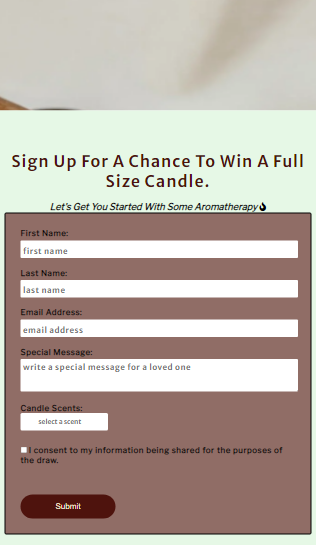 Sign Up For A Chance To Win A Full
Size Candle.
Let's Get You Started With Some Aromatherapy
First Name:
first name
Last Name:
last name
Email Address:
email address
Special Message:
write a special message for a loved one
Candle Scents:
select a scent
I consent to my information being shared for the purposes of
the draw.
Submit